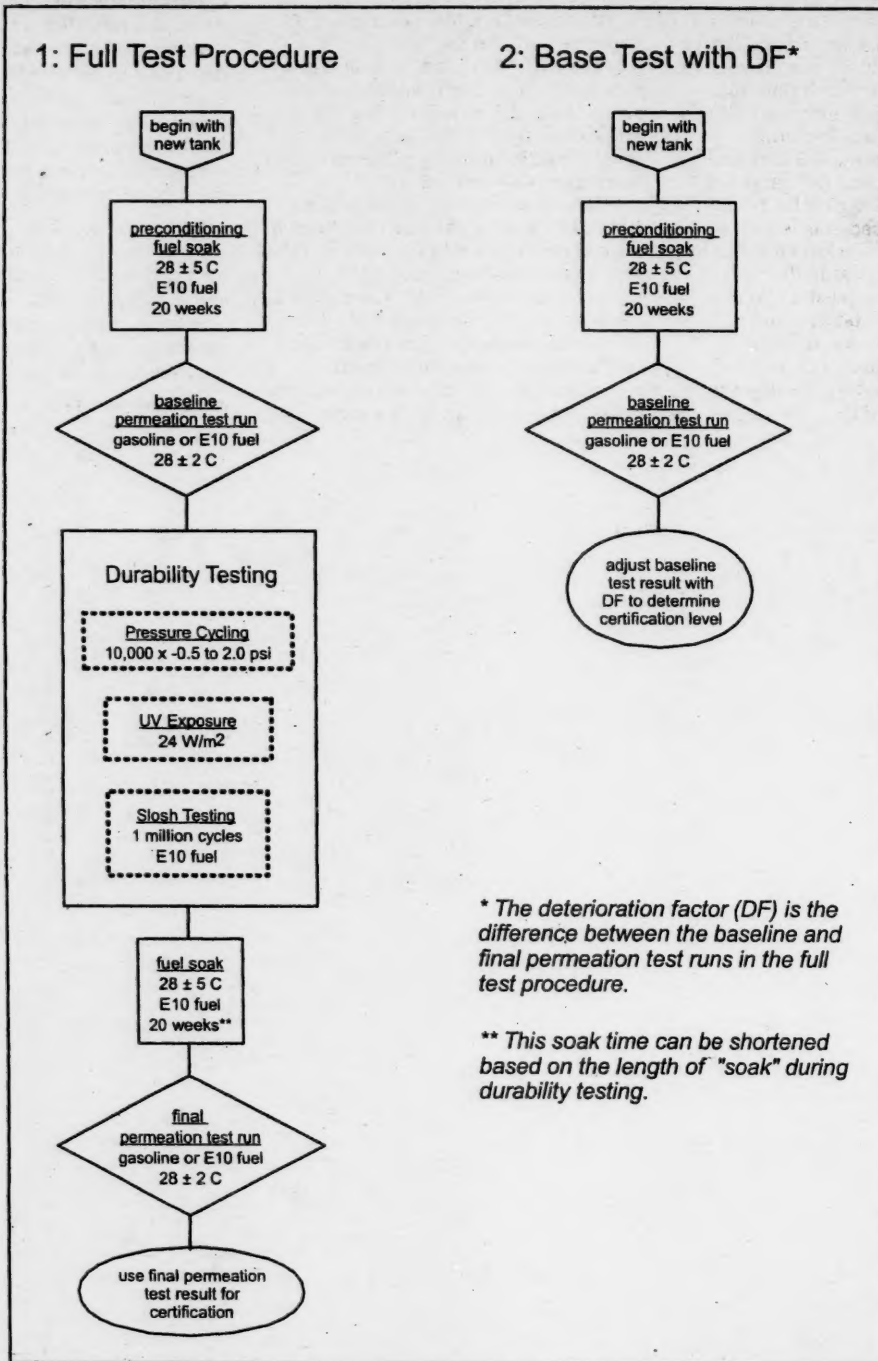 1: Full Test Procedure
begin with
new tank
preconditioning
fuel soak
28 ± 5 C
E10 fuel
20 weeks
baseline
permeation test run
gasoline or E10 fuel
28 ± 2 C
Durability Testing
Pressure Cycling
10,000 x -0.5 to 2.0 psi
UV Exposure
24 W/m2
Slosh Testing
1 million cycles
E10 fuel
fuel soak
28 ± 5 C
E10 fuel
20 weeks**
final
permeation test run
gasoline or E10 fuel
28 ± 2 C
use final permeation
test result for
certification
2: Base Test with DF*
begin with
new tank
preconditioning
fuel soak
28 ± 5 C
E10 fuel
20 weeks
baseline
permeation test run
gasoline or E10 fuel
28 ± 2 C
adjust baseline
test result with
DF to determine
certification level
* The deterioration factor (DF) is the
difference between the baseline and
final permeation test runs in the full
test procedure.
** This soak time can be shortened
based on the length of "soak" during
durability testing.